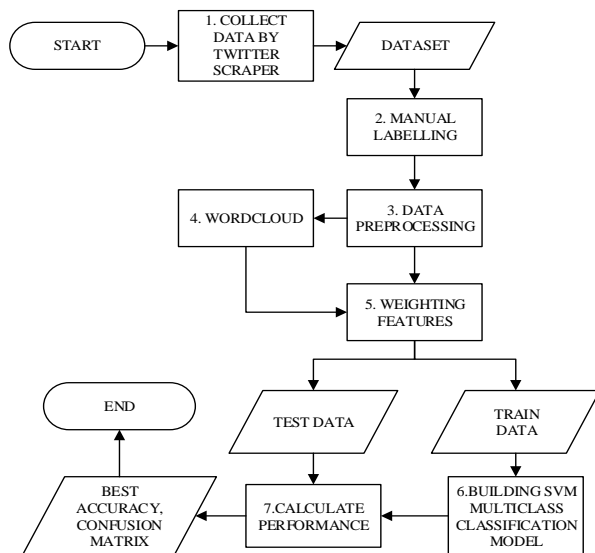 START
1. COLLECT
DATA BY
TWITTER
SCRAPER
DATASET
2. MANUAL
LABELLING
3. DATA
PREPROCESSING
4. WORDCLOUD
5. WEIGHTING
FEATURES
TEST DATA
TRAIN
DATA
6.BUILDING SVM
MULTICLASS
CLASSIFICATION
MODEL
7.CALCULATE
PERFORMANCE
BEST
ACCURACY,
CONFUSION
MATRIX
END